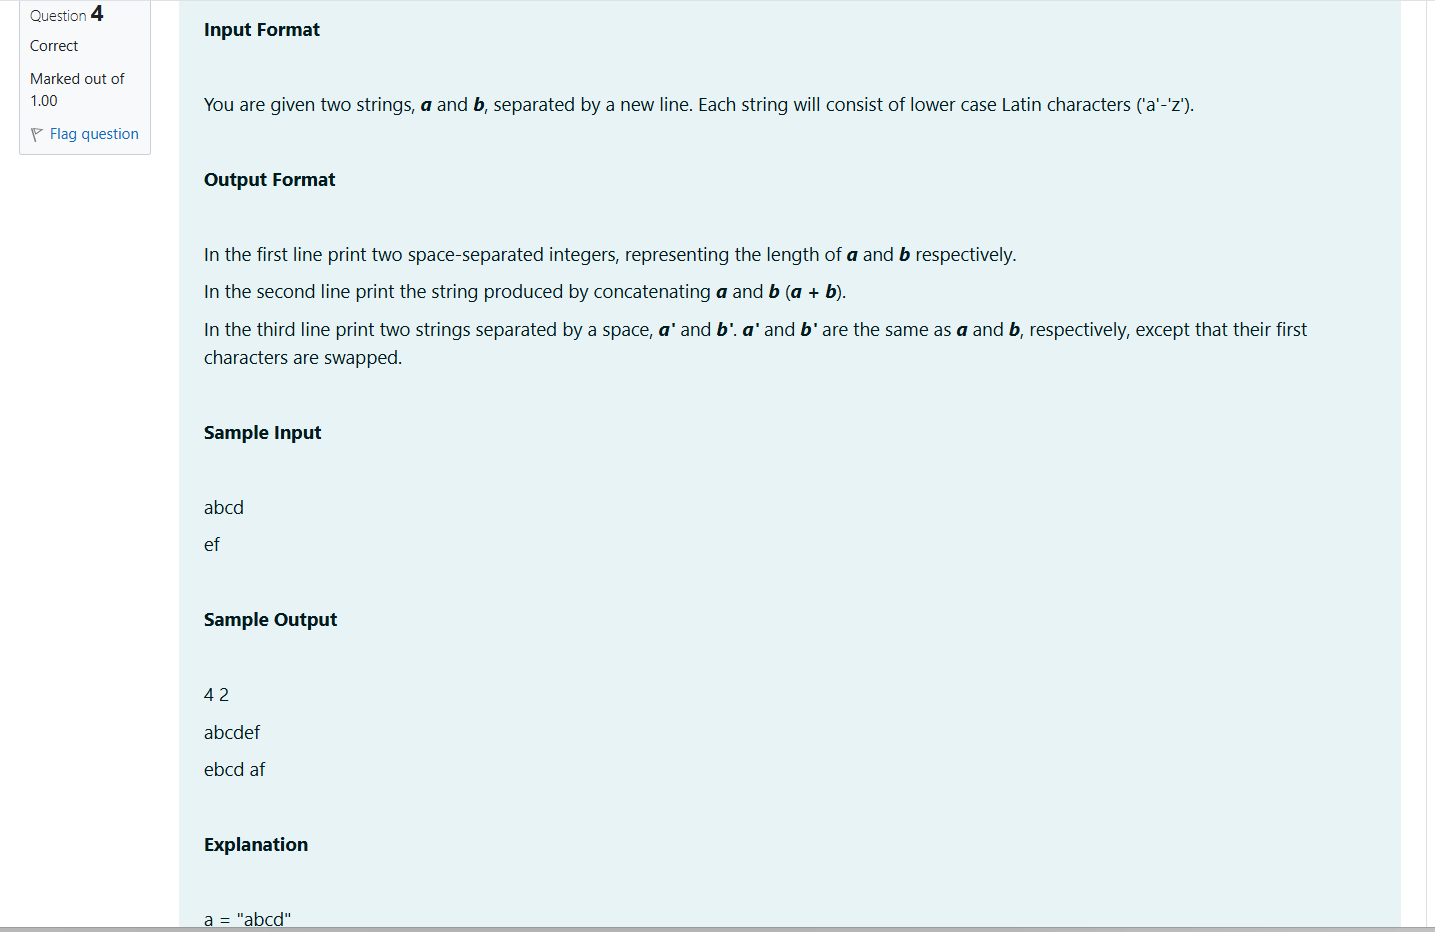 Question 4
Correct
Marked out of
1.00
Flag question
Input Format
You are given two strings, a and b, separated by a new line. Each string will consist of lower case Latin characters ('a'-'z').
Output Format
In the first line print two space-separated integers, representing the length of a and b respectively.
In the second line print the string produced by concatenating a and b (a + b).
In the third line print two strings separated by a space, a' and b'. a' and b' are the same as a and b, respectively, except that their first
characters are swapped.
Sample Input
abcd
ef
Sample Output
4 2
abcdef
ebcd af
Explanation
a = "abcd"